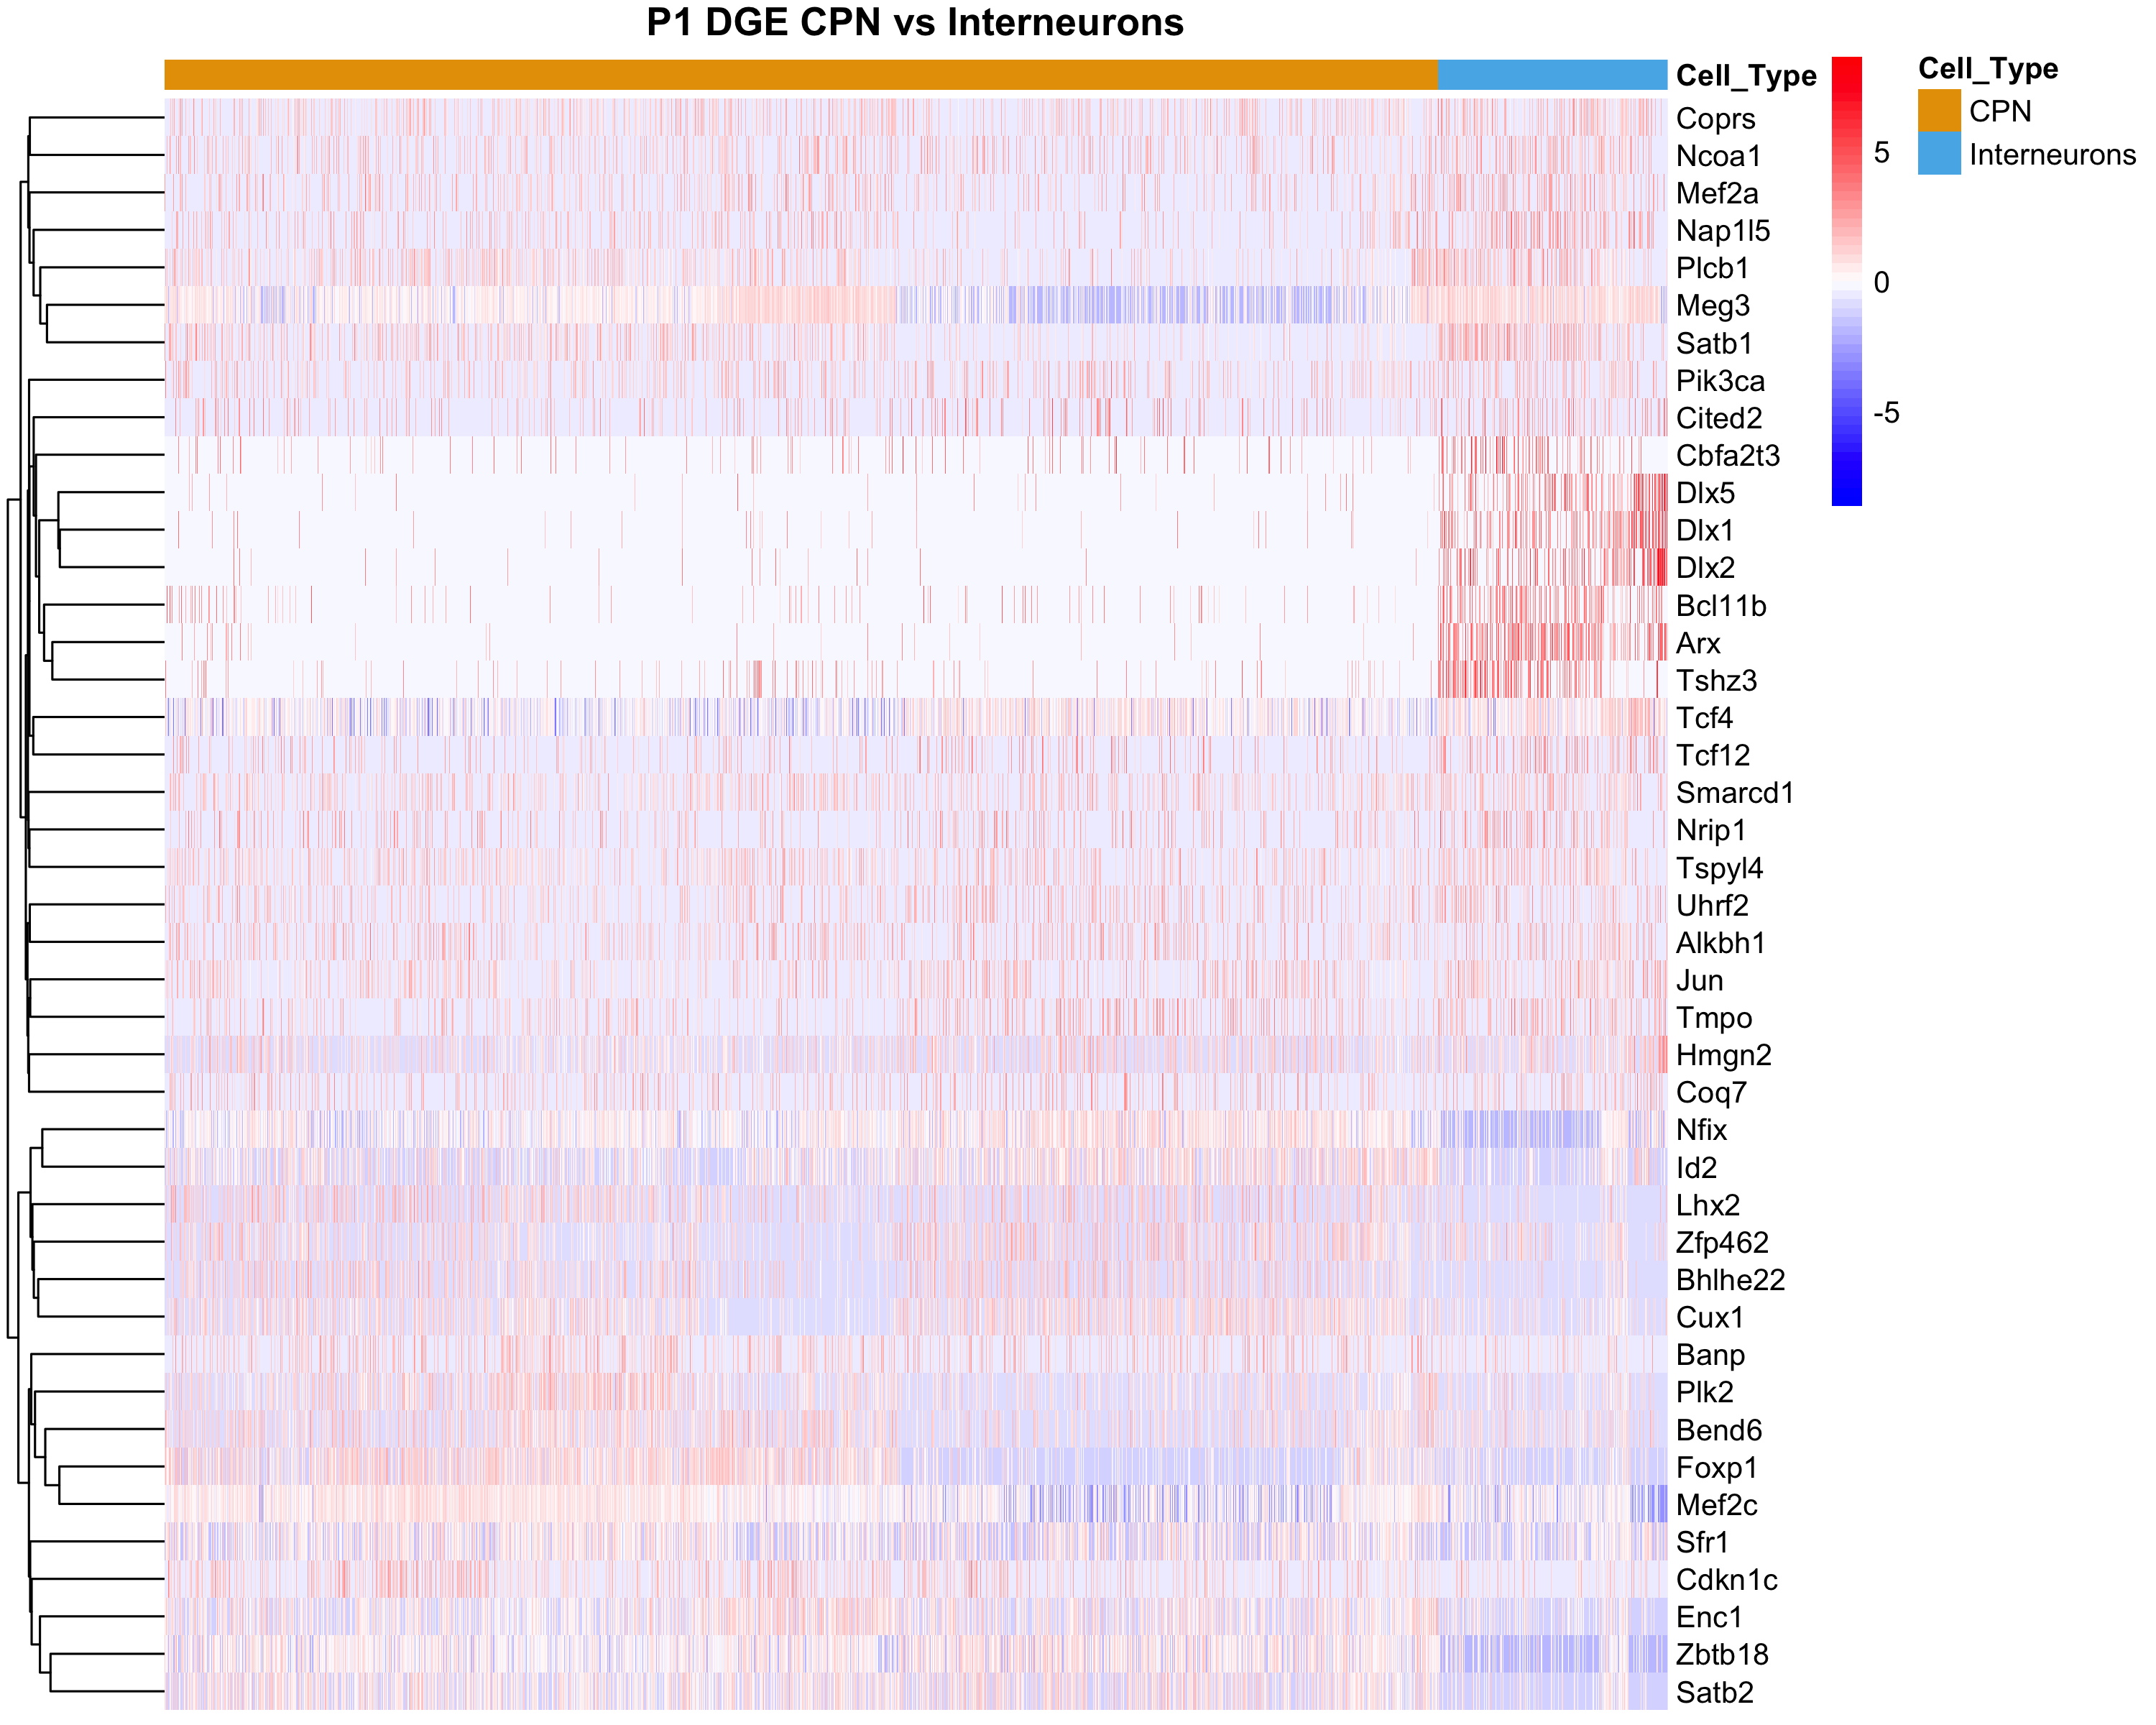 P1 DGE CPN vs Interneurons
Cell_Type
Coprs
Ncoa1
Mef2a
Nap1l5
Plcb1
Meg3
Satb1
Pik3ca
Cited2
Cbfa2t3
Dlx5
Dlx1
Dlx2
Bcl11b
Arx
Tshz3
Tcf4
Tcf12
Smarcd1
Nrip1
Tspyl4
Uhrf2
Alkbh1
Jun
Tmpo
Hmgn2
Coq7
Nfix
Id2
Lhx2
Zfp462
Bhlhe22
Cux1
Banp
Plk2
Bend6
Foxp1
Mef2c
Sfr1
Cdkn1c
Enc1
Zbtb18
Satb2
5
0
-5
Cell_Type
CPN
Interneurons